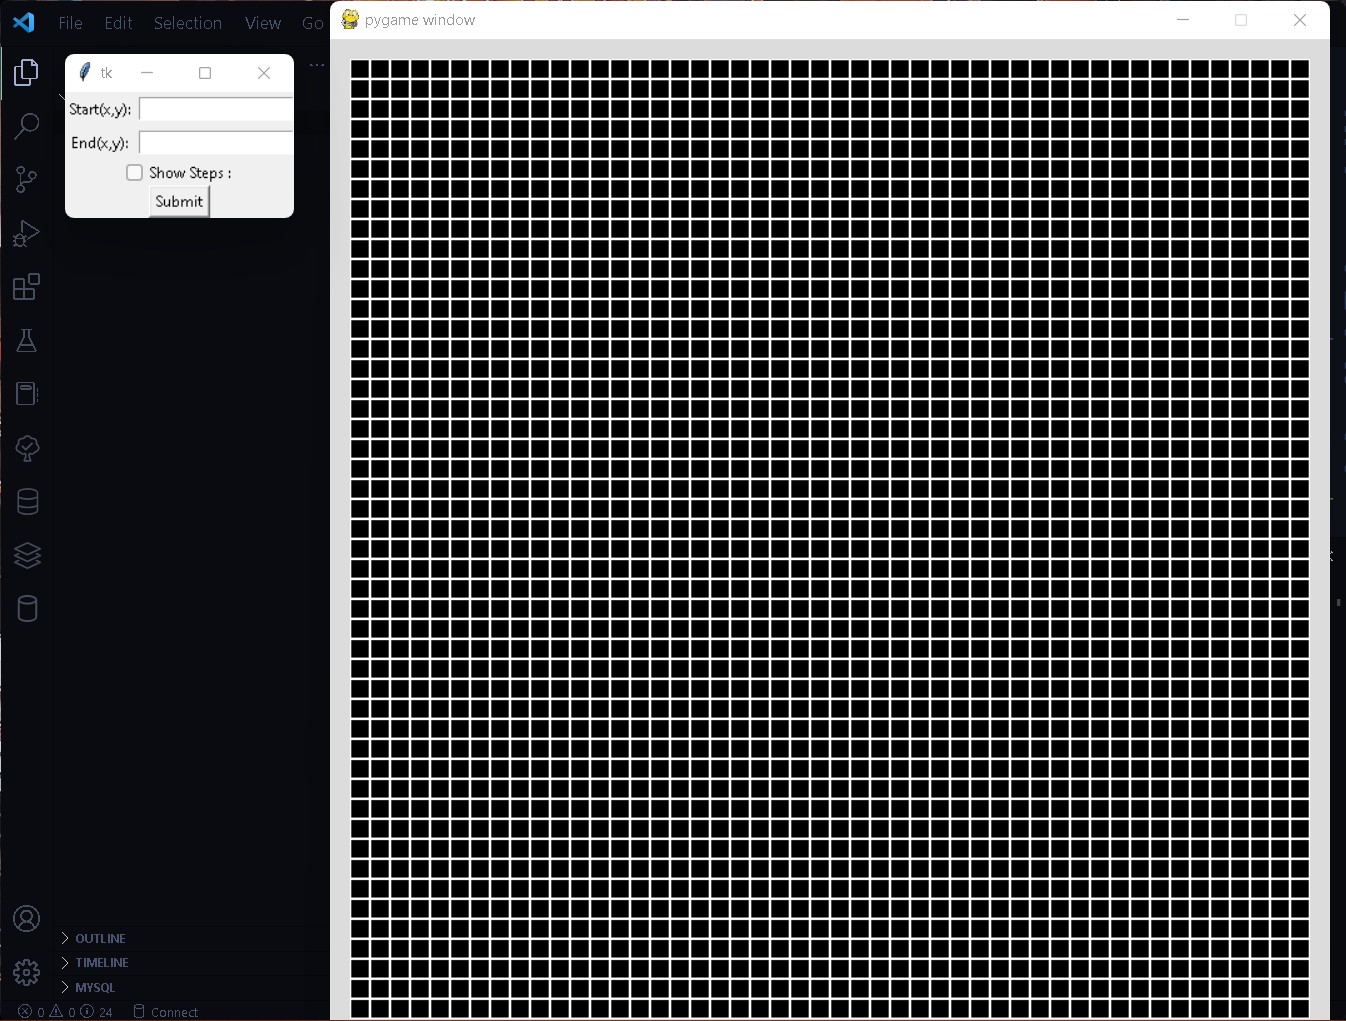 File Edit Selection View Go
pygame window
tk
Start(x,y):
End(x,y):
Show Steps :
Submit
OUTLINE
TIMELINE
MYSQL
0 0 24 Connect